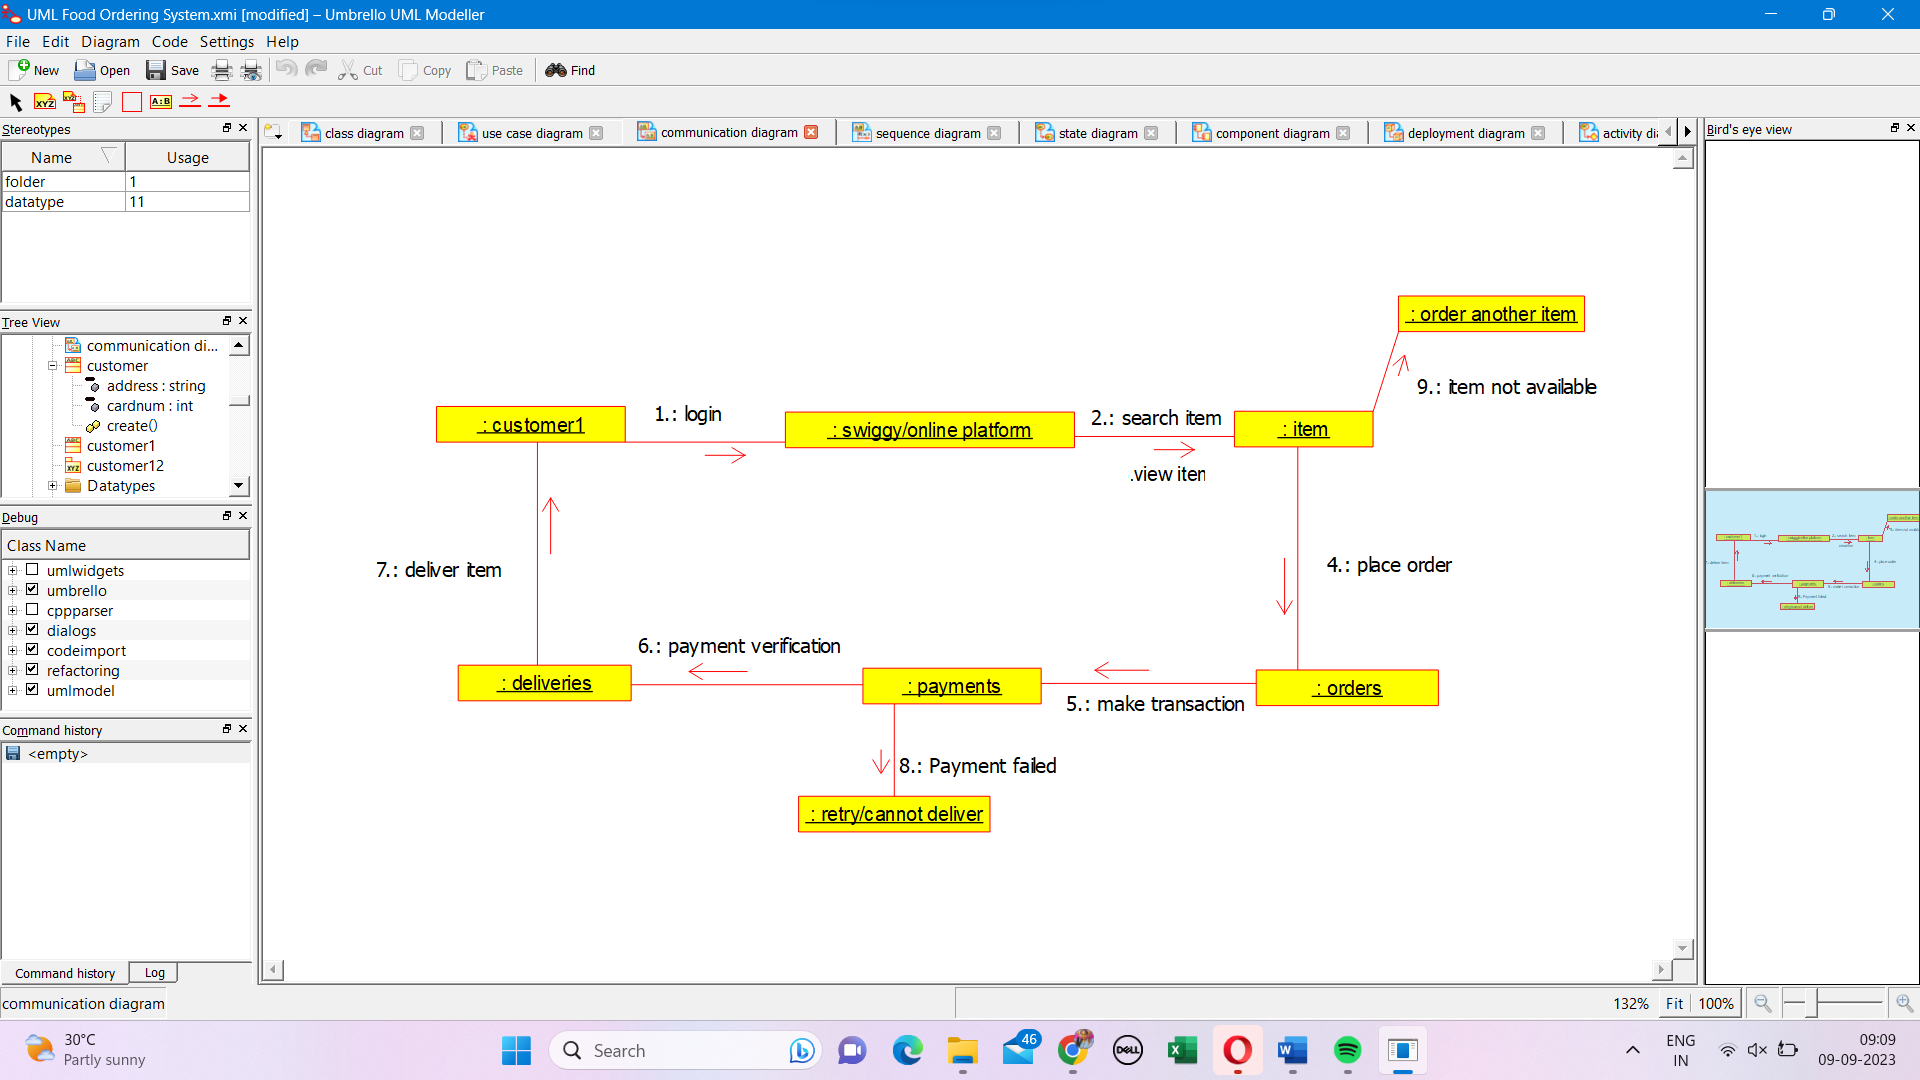 UML Food Ordering System.xmi [modified] – Umbrello UML Modeller
File Edit Diagram Code Settings Help
New Open Save Cut Copy Paste Find
XYZ XYZ A:B
Stereotypes
Name Usage
folder 1
datatype 11
Tree View
communication di...
customer
address : string
cardnum : int
create()
customer1
customer12
Datatypes
Debug
Class Name
umlwidgets
umbrello
cppparser
dialogs
codeimport
refactoring
umlmodel
Command history
<empty>
Command history Log
class diagram use case diagram communication diagram sequence diagram state diagram component diagram deployment diagram activity di
: order another item
9.: item not available
: customer1
1.: login
: swiggy/online platform
2.: search item
.view iten
: item
7.: deliver item
4.: place order
6.: payment verification
: deliveries
: payments
5.: make transaction
: orders
8.: Payment failed
: retry/cannot deliver
Bird's eye view
communication diagram
132% Fit 100%
30°C
Partly sunny
Search
46
DELL
ENG
IN
09:09
09-09-2023